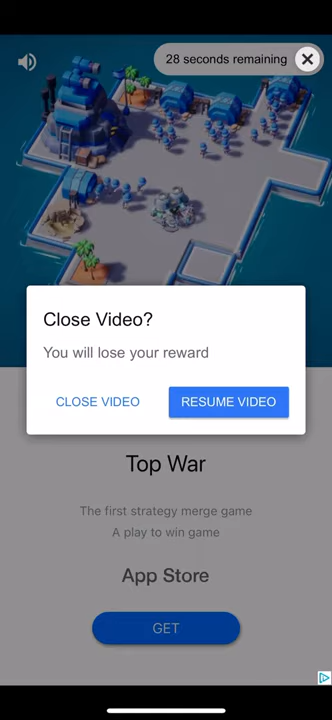 28 seconds remaining
Close Video?
You will lose your reward
CLOSE VIDEO
RESUME VIDEO
Top War
The first strategy merge game
A play to win game
App Store
GET